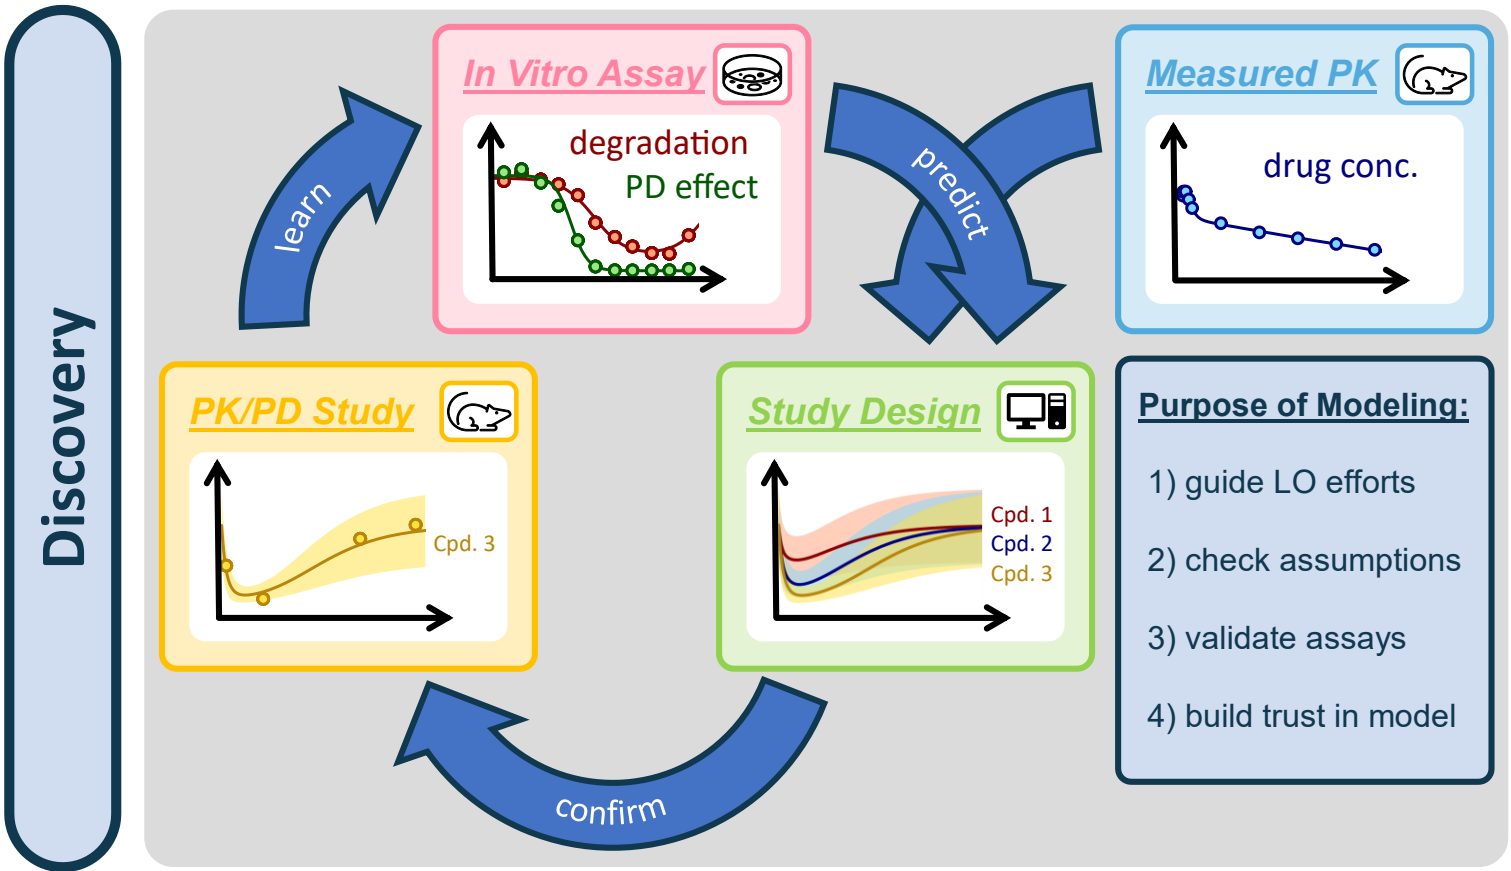 Discovery
In Vitro Assay
degradation
PD effect
Measured PK
drug conc.
learn
predict
PK/PD Study
Cpd. 3
Study Design
Cpd. 1
Cpd. 2
Cpd. 3
confirm
Purpose of Modeling:
1) guide LO efforts
2) check assumptions
3) validate assays
4) build trust in model